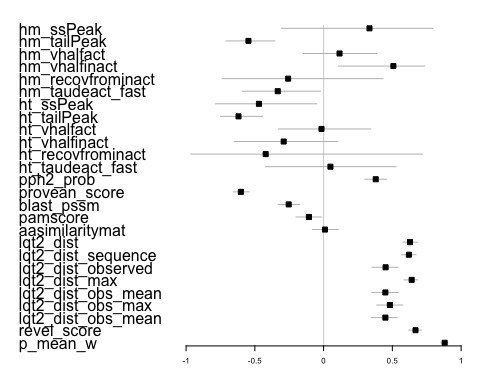 hm_ssPeak
hm_tailPeak
hm_vhalfact
hm_vhalfinact
hm_recovfrominact
hm_taudeact_fast
ht_ssPeak
ht_tailPeak
ht_vhalfact
ht_vhalfinact
ht_recovfrominact
ht_taudeact_fast
pph2_prob
provean_score
blast_pssm
pamscore
aasimilaritymat
lqt2_dist
lqt2_dist_sequence
lqt2_dist_observed
lqt2_dist_max
lqt2_dist_obs_mean
lqt2_dist_obs_max
lqt2_dist_obs_mean
revel_score
p_mean_w
-1 -0.5 0 0.5 1